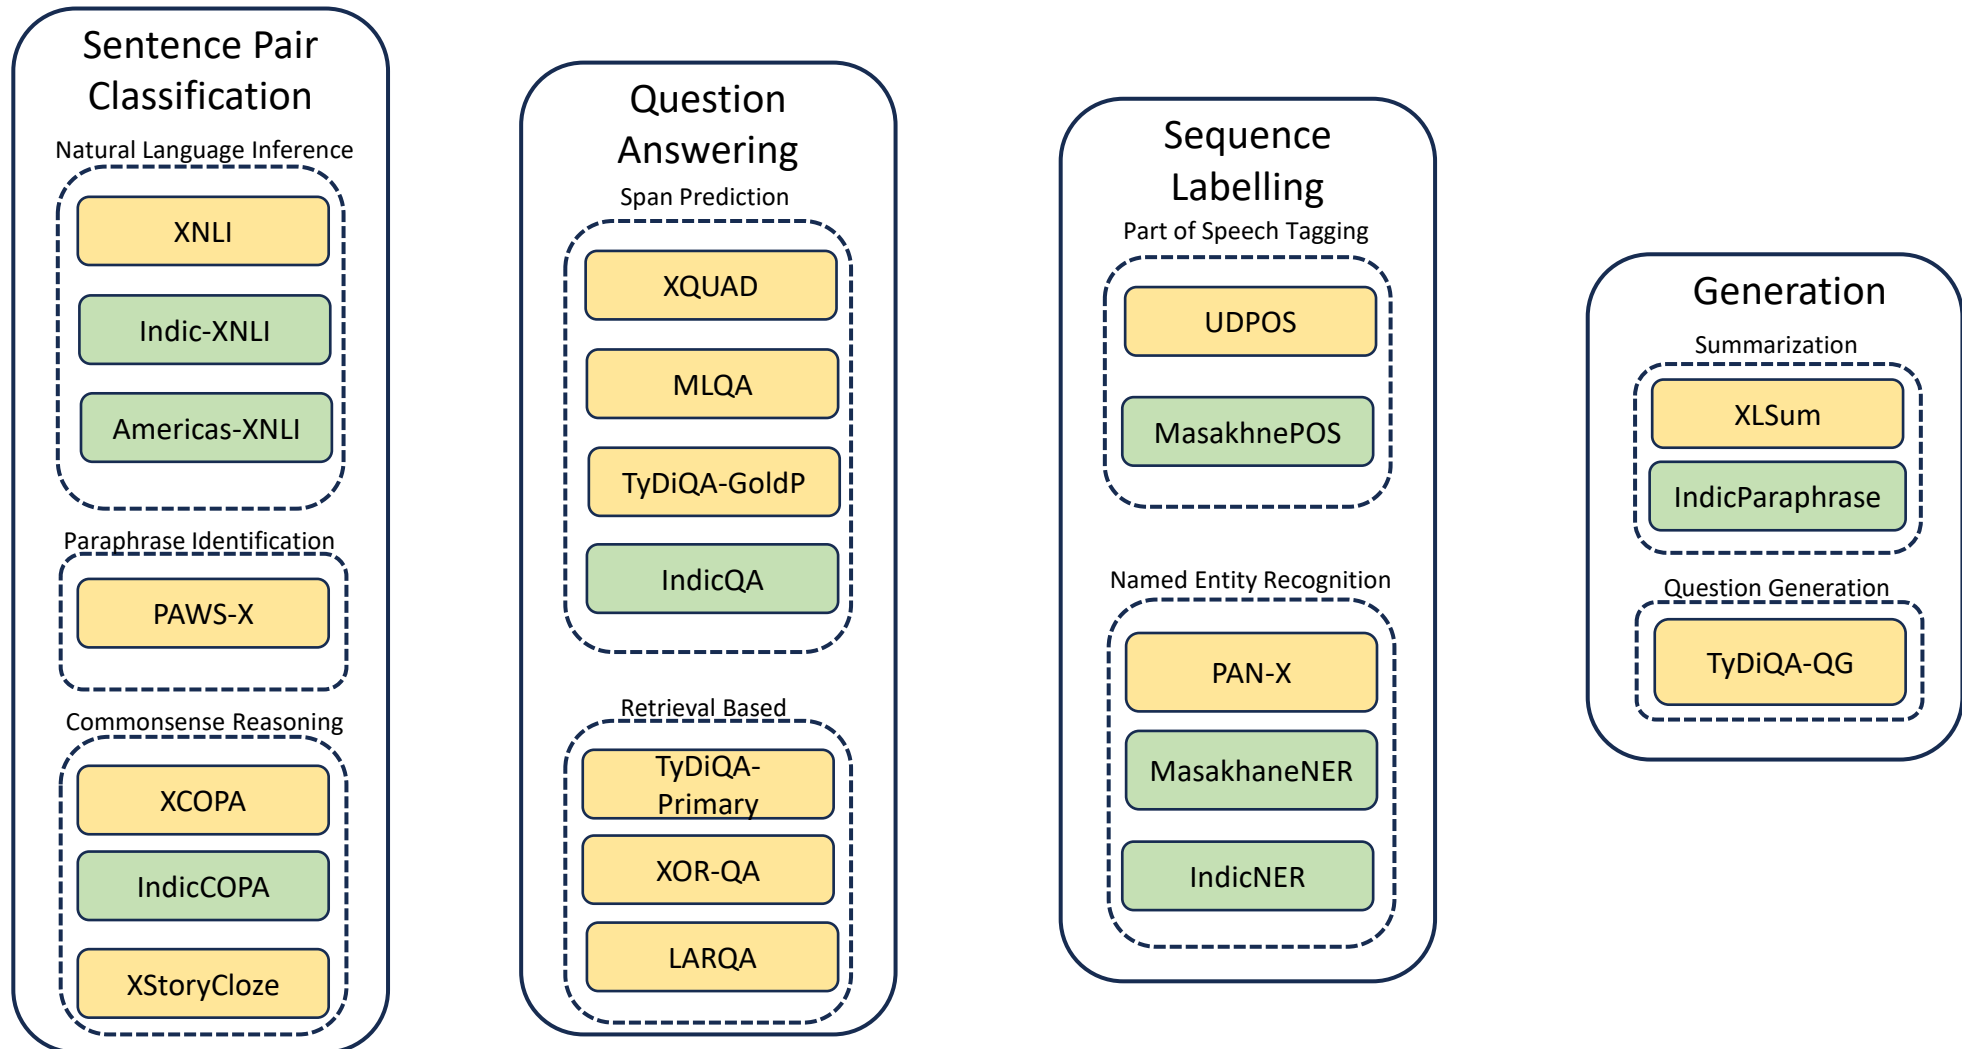 Sentence Pair
Classification
Natural Language Inference
XNLI
Indic-XNLI
Americas-XNLI
Paraphrase Identification
PAWS-X
Commonsense Reasoning
XCOPA
IndicCOPA
XStoryCloze
Question
Answering
Span Prediction
XQUAD
MLQA
TyDiQA-GoldP
IndicQA
Retrieval Based
TyDiQA-
Primary
XOR-QA
LARQA
Sequence
Labelling
Part of Speech Tagging
UDPOS
MasakhnePOS
Named Entity Recognition
PAN-X
MasakhaneNER
IndicNER
Generation
Summarization
XLSum
IndicParaphrase
Question Generation
TyDiQA-QG